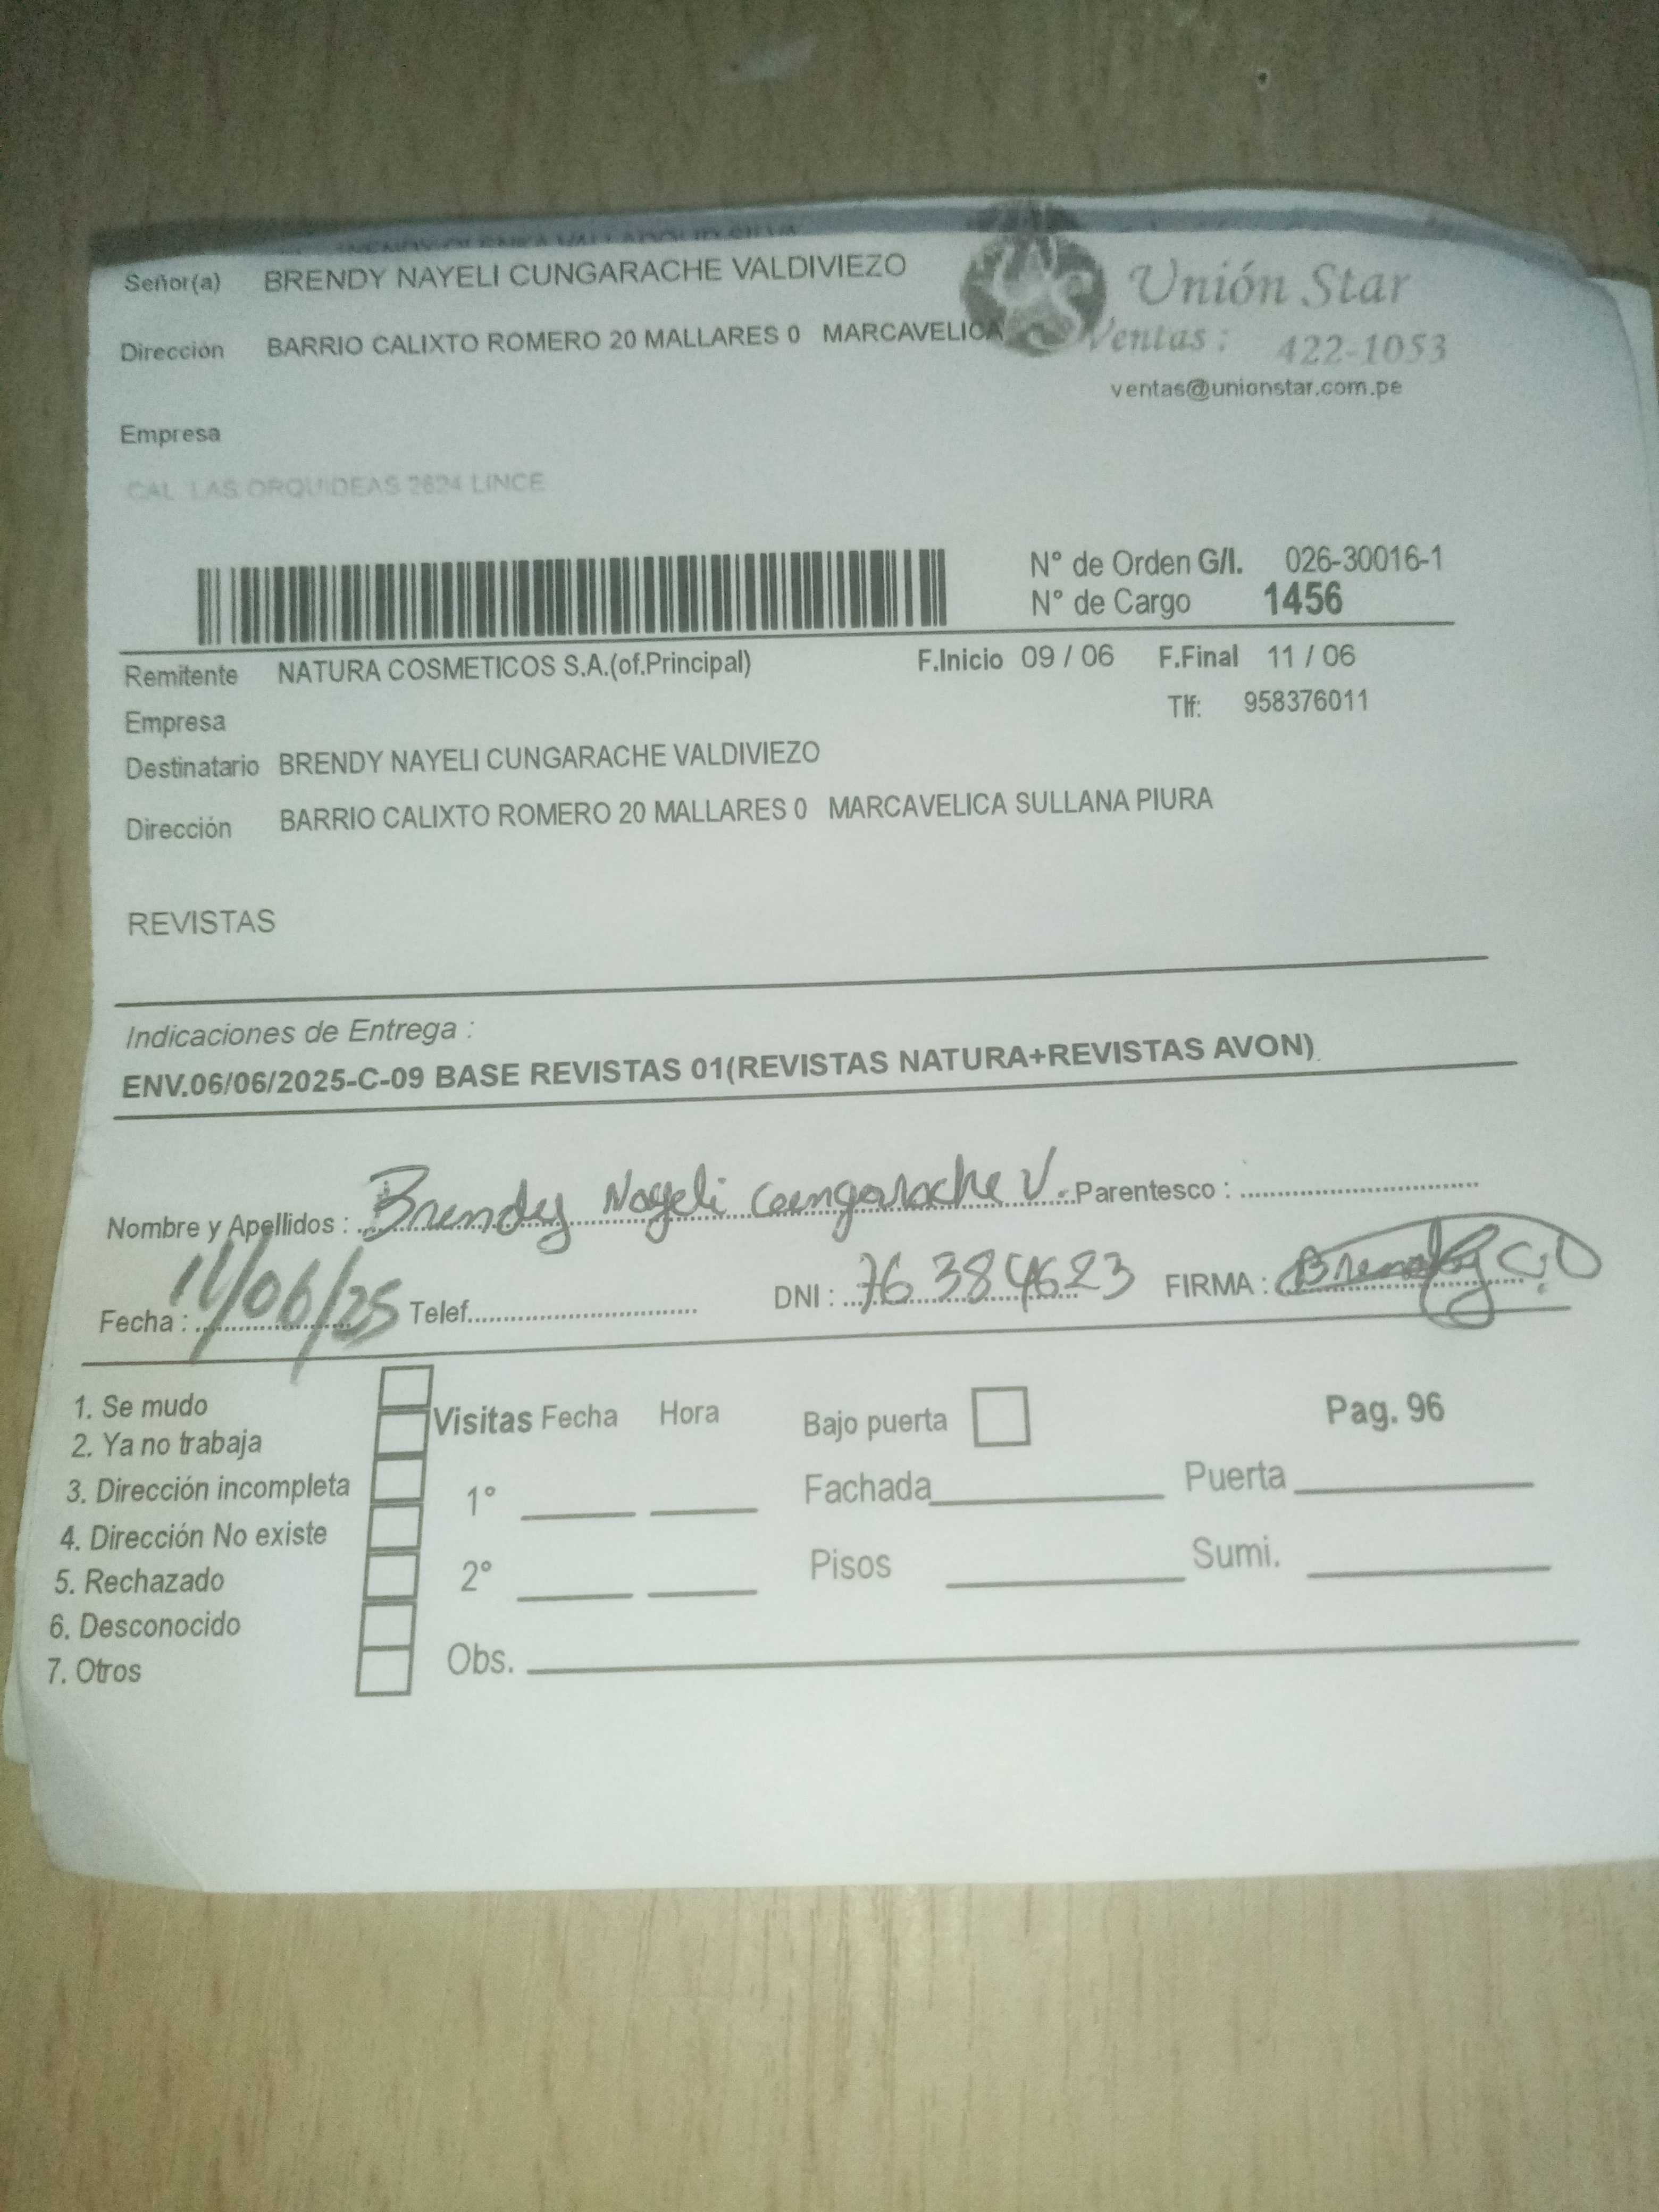 Señor(a) BRENDY NAYELI CUNGARACHE VALDIVIEZO
Unión Star
Dirección BARRIO CALIXTO ROMERO 20 MALLARES 0 MARCAVELICA
Ventas : 422-1053
ventas@unionstar.com.pe
Empresa
CAL. LAS ORQUIDEAS 2624 LINCE
N° de Orden G/I. 026-30016-1
N° de Cargo 1456
Remitente NATURA COSMETICOS S.A.(of.Principal) F.Inicio 09 / 06 F.Final 11 / 06
Empresa Tlf: 958376011
Destinatario BRENDY NAYELI CUNGARACHE VALDIVIEZO
Dirección BARRIO CALIXTO ROMERO 20 MALLARES 0 MARCAVELICA SULLANA PIURA
REVISTAS
Indicaciones de Entrega :
ENV.06/06/2025-C-09 BASE REVISTAS 01(REVISTAS NATURA+REVISTAS AVON)
Nombre y Apellidos : Brendy Nayeli Cungarache V. Parentesco :
Fecha : 11/06/25 Telef. DNI : 76384623 FIRMA : Brendy C.V
1. Se mudo
2. Ya no trabaja
3. Dirección incompleta
4. Dirección No existe
5. Rechazado
6. Desconocido
7. Otros
Visitas Fecha Hora
1°
2°
Obs.
Bajo puerta Pag. 96
Fachada Puerta
Pisos Sumi.